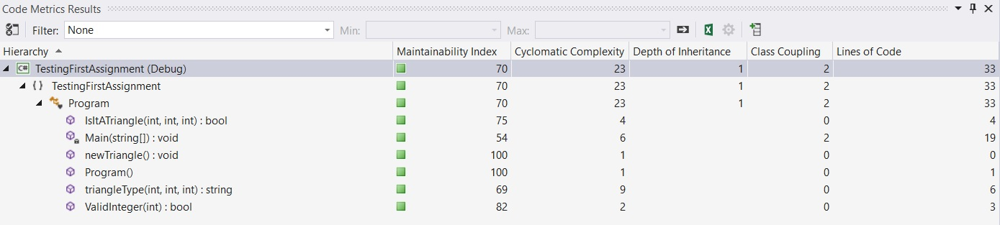 Code Metrics Results
Filter: None Min: Max:
Hierarchy Maintainability Index Cyclomatic Complexity Depth of Inheritance Class Coupling Lines of Code
C# TestingFirstAssignment (Debug) 70 23 1 2 33
{ } TestingFirstAssignment 70 23 1 2 33
Program 70 23 1 2 33
IsItATriangle(int, int, int) : bool 75 4 0 4
Main(string[]) : void 54 6 2 19
newTriangle() : void 100 1 0 0
Program() 100 1 0 1
triangleType(int, int, int) : string 69 9 0 6
ValidInteger(int) : bool 82 2 0 3